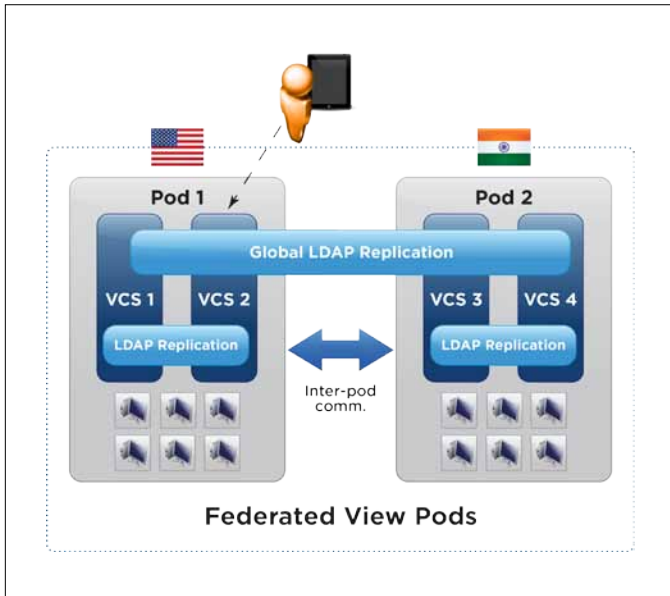 Pod 1
Pod 2
Global LDAP Replication
VCS 1
VCS 2
VCS 3
VCS 4
LDAP Replication
LDAP Replication
Inter-pod
comm.
Federated View Pods